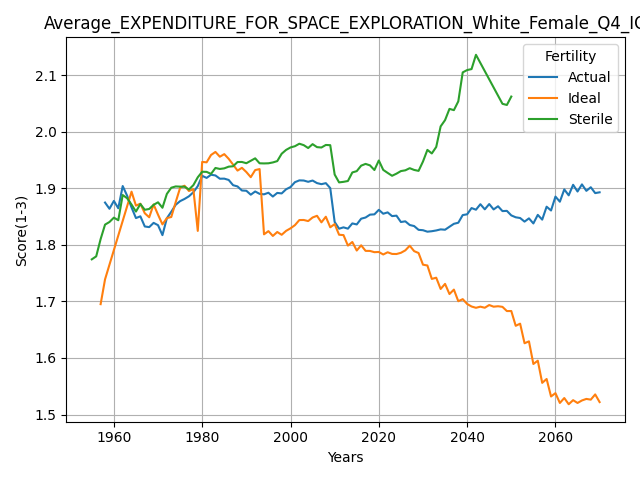 Average_EXPENDITURE_FOR_SPACE_EXPLORATION_White_Female_Q4_IQ
Fertility
Actual
Ideal
Sterile
Score(1-3)
2.1
2.0
1.9
1.8
1.7
1.6
1.5
1960 1980 2000 2020 2040 2060
Years